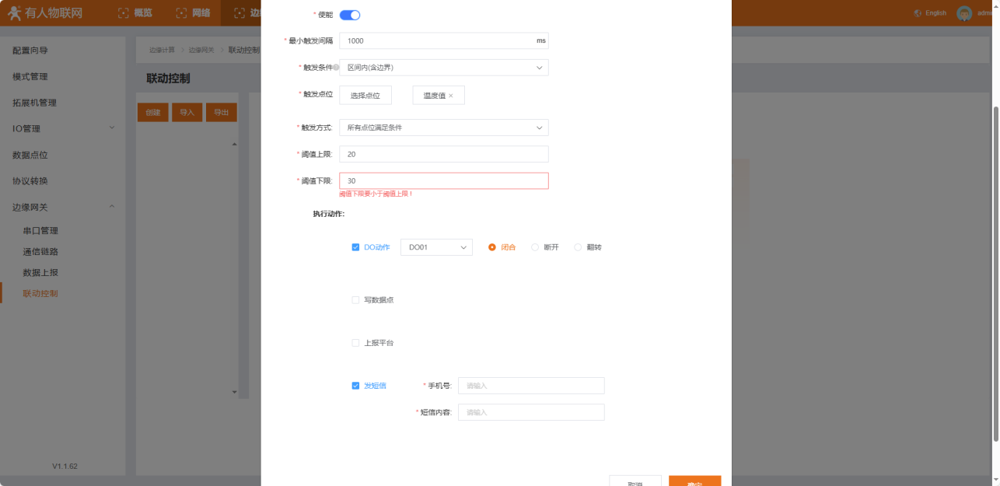 有人物联网 概览 网络 边缘
English admin
配置向导
模式管理
拓展机管理
IO管理
数据点位
协议转换
边缘网关
串口管理
通信链路
数据上报
联动控制
V1.1.62
边缘计算 > 边缘网关 > 联动控制
联动控制
创建 导入 导出
* 使能
* 最小触发间隔 1000 ms
* 触发条件 区间内(含边界)
* 触发点位 选择点位 温度值 ×
* 触发方式: 所有点位满足条件
* 阈值上限: 20
* 阈值下限: 30
阈值下限要小于阈值上限！
执行动作:
DO动作 DO01 闭合 断开 翻转
写数据点
上报平台
发短信 * 手机号: 请输入
* 短信内容: 请输入
取消 确定